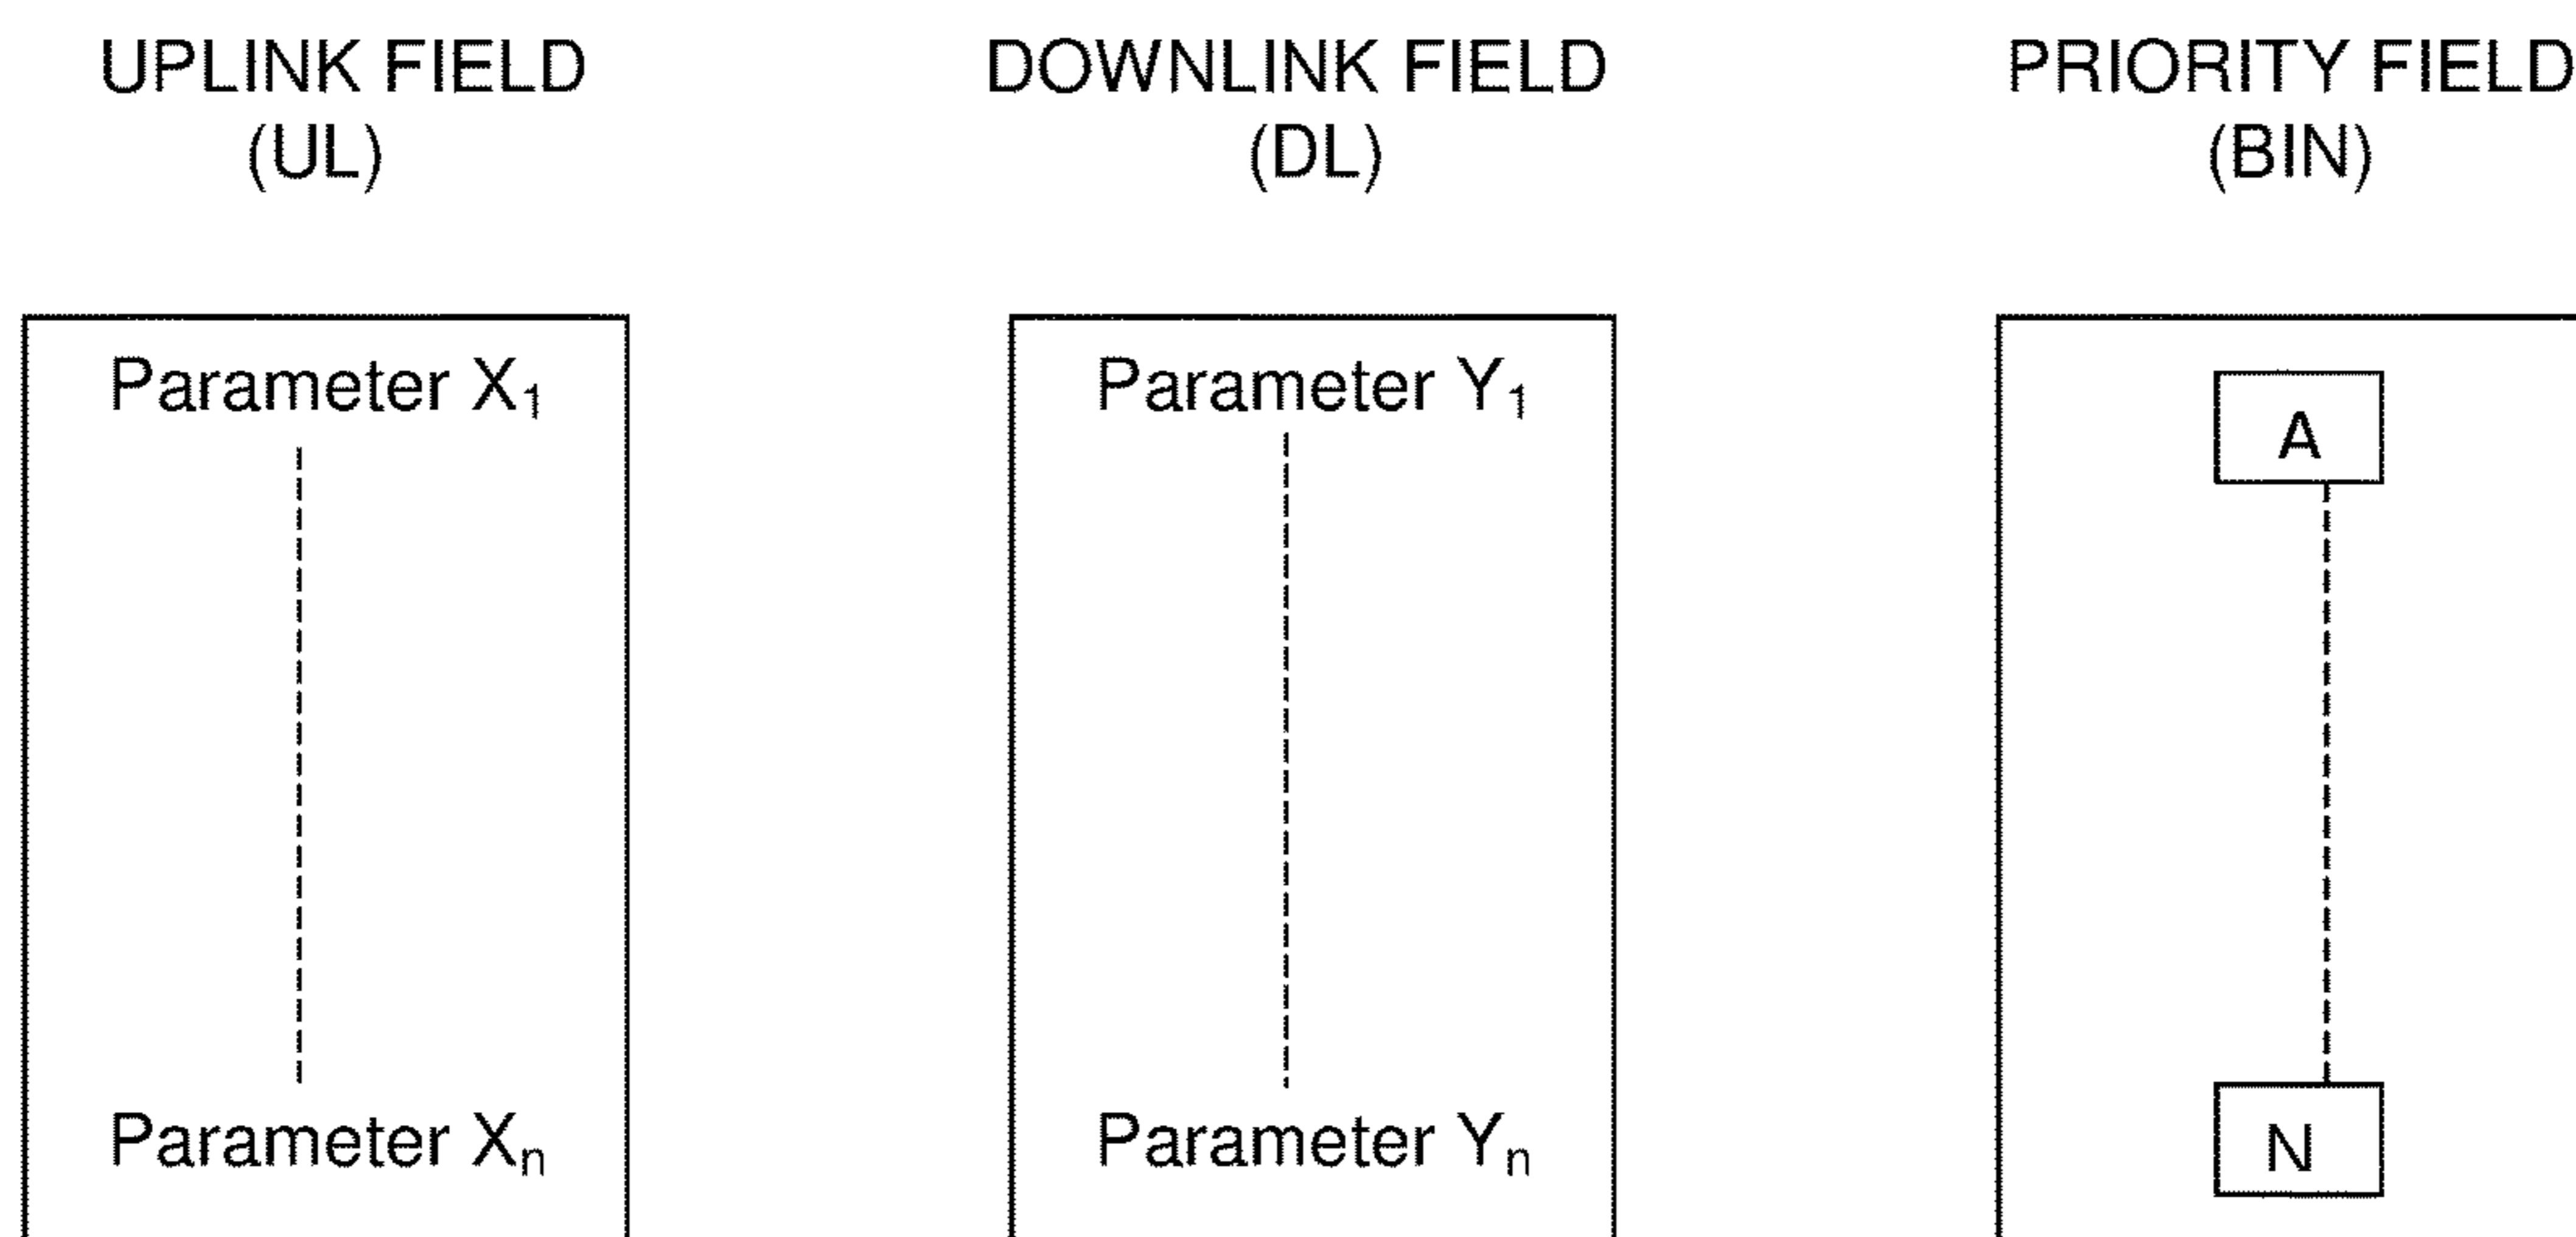 UPLINK FIELD
(UL)
DOWNLINK FIELD
(DL)
PRIORITY FIELD
(BIN)
Parameter X₁
Parameter Xₙ
Parameter Y₁
Parameter Yₙ
A
N